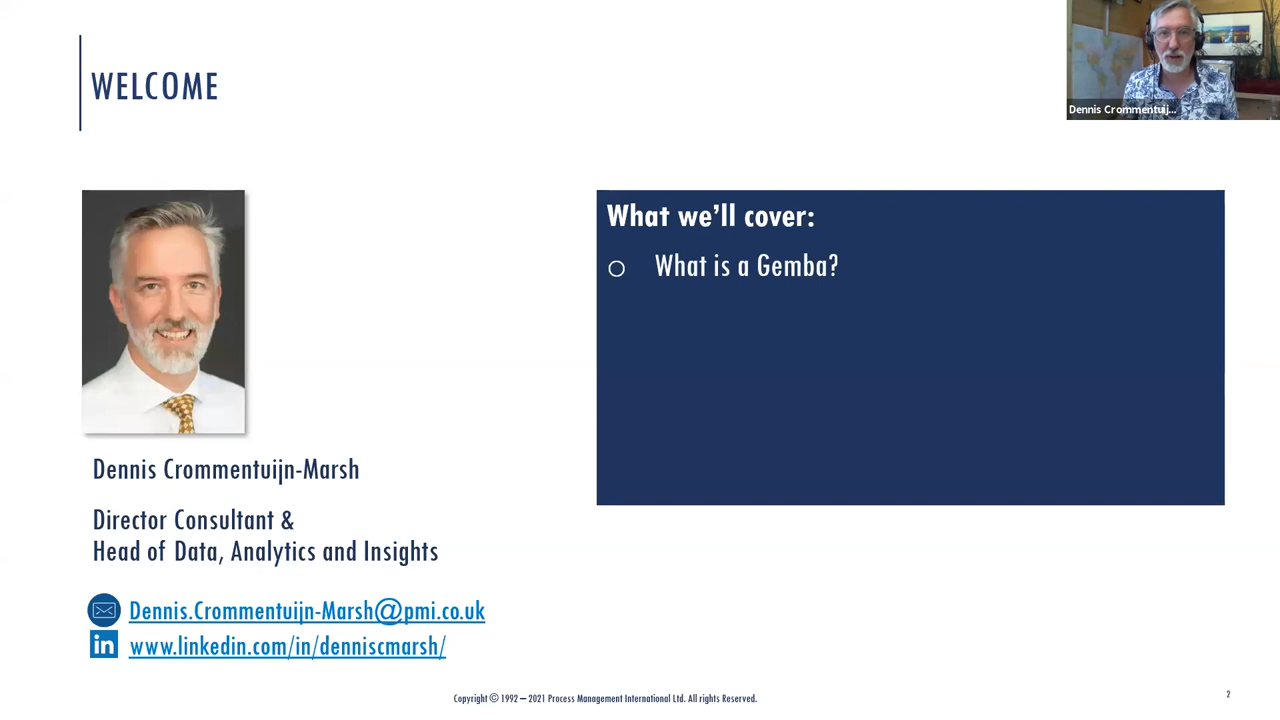 WELCOME
Dennis Crommentuij...
What we'll cover:
o What is a Gemba?
Dennis Crommentuijn-Marsh
Director Consultant &
Head of Data, Analytics and Insights
Dennis.Crommentuijn-Marsh@pmi.co.uk
in www.linkedin.com/in/denniscmarsh/
Copyright © 1992 – 2021 Process Management International Ltd. All rights Reserved.
2